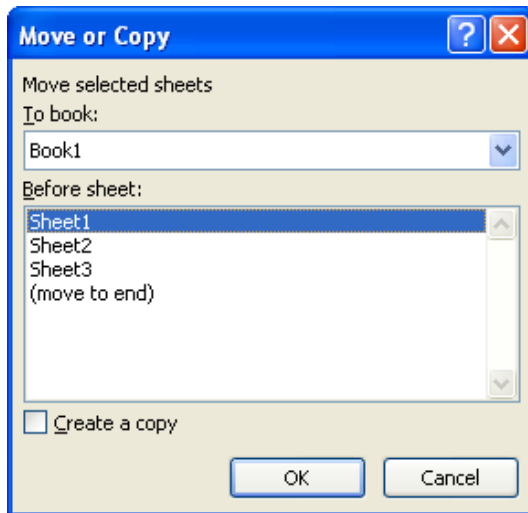 Move or Copy
Move selected sheets
To book:
Book1
Before sheet:
Sheet1
Sheet2
Sheet3
(move to end)
Create a copy
OK Cancel